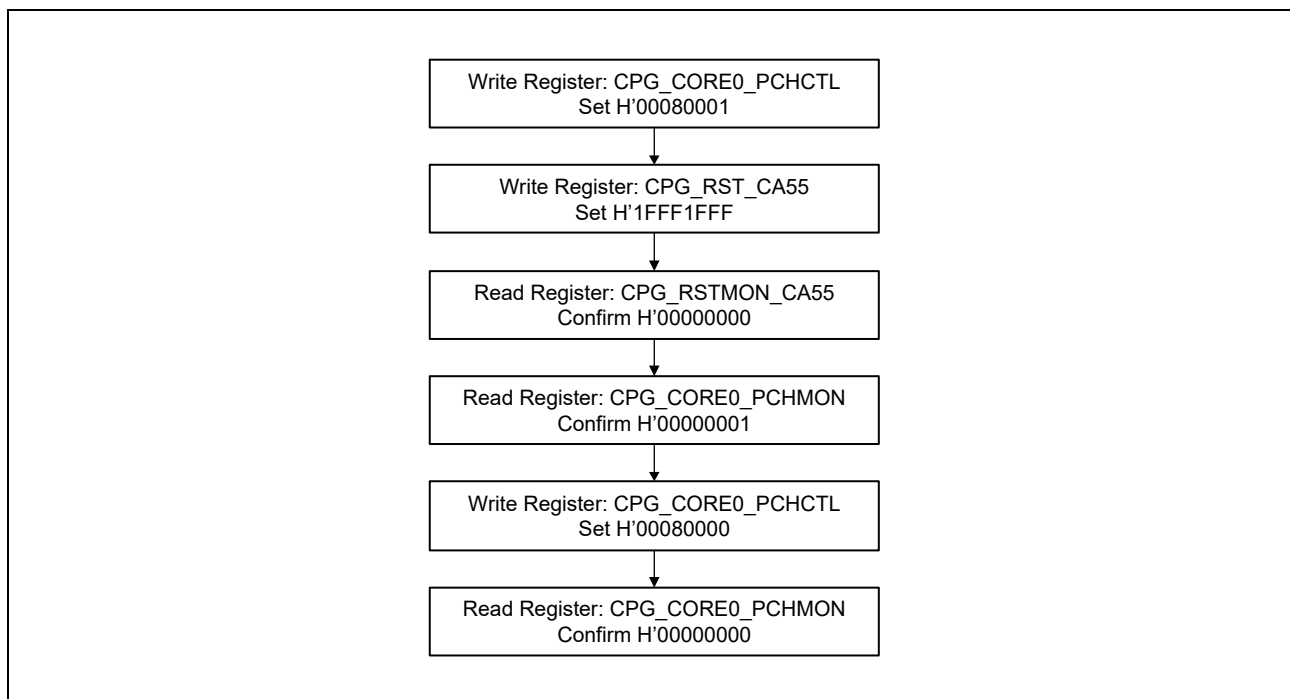 Write Register: CPG_CORE0_PCHCTL
Set H’00080001
Write Register: CPG_RST_CA55
Set H’1FFF1FFF
Read Register: CPG_RSTMON_CA55
Confirm H’00000000
Read Register: CPG_CORE0_PCHMON
Confirm H’00000001
Write Register: CPG_CORE0_PCHCTL
Set H’00080000
Read Register: CPG_CORE0_PCHMON
Confirm H’00000000